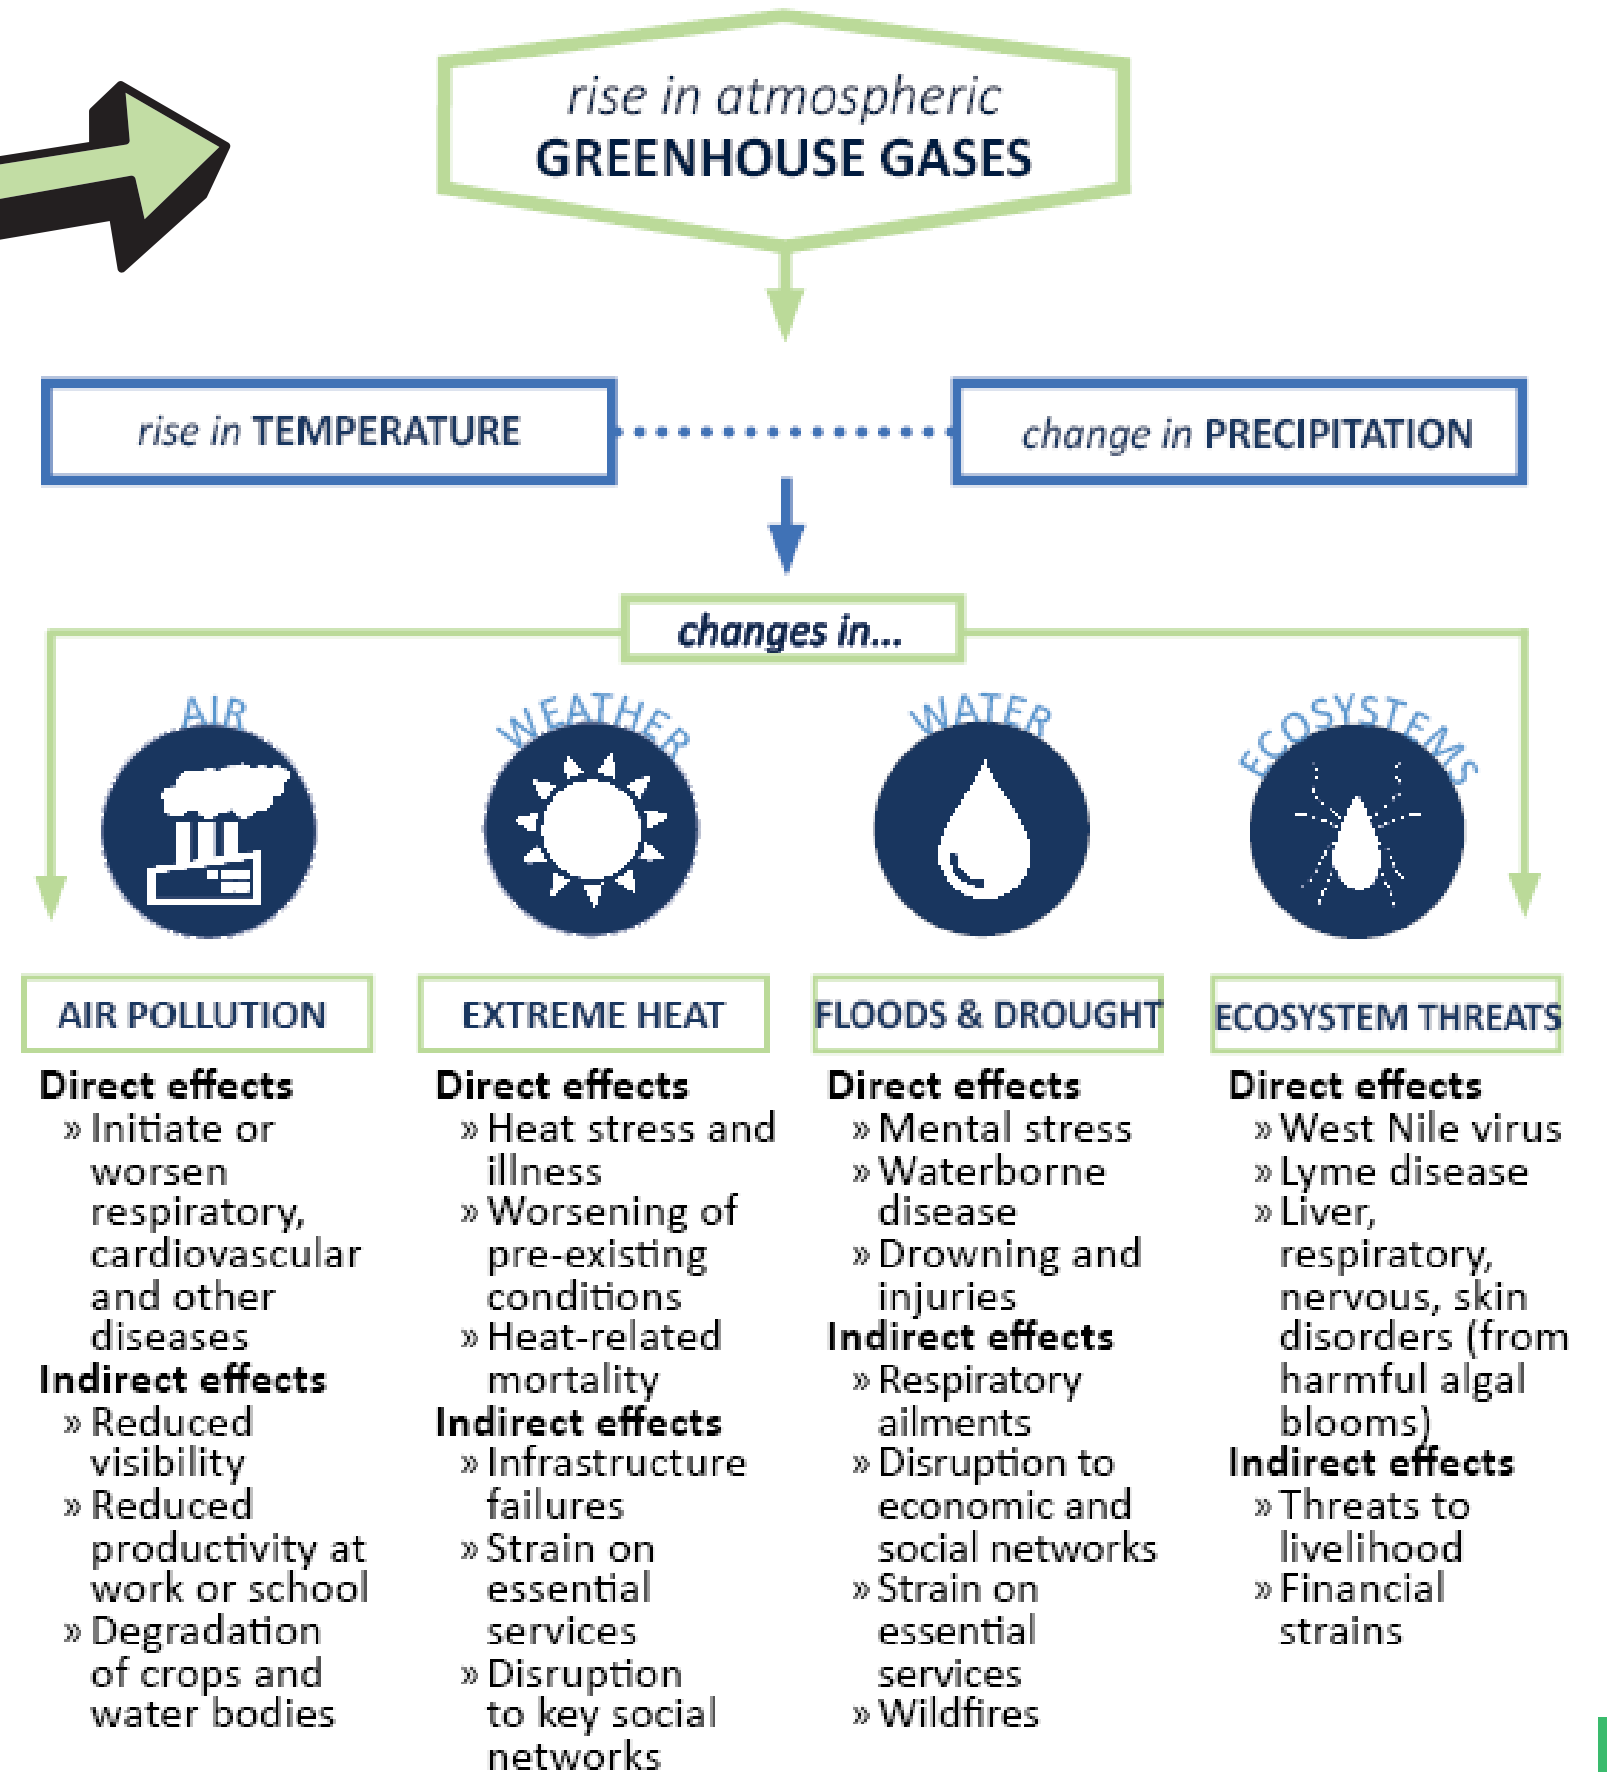 rise in atmospheric
GREENHOUSE GASES
rise in TEMPERATURE
change in PRECIPITATION
changes in...
AIR
WEATHER
WATER
ECOSYSTEMS
AIR POLLUTION
Direct effects
» Initiate or
worsen
respiratory,
cardiovascular
and other
diseases
Indirect effects
» Reduced
visibility
» Reduced
productivity at
work or school
» Degradation
of crops and
water bodies
EXTREME HEAT
Direct effects
» Heat stress and
illness
» Worsening of
pre-existing
conditions
» Heat-related
mortality
Indirect effects
» Infrastructure
failures
» Strain on
essential
services
» Disruption
to key social
networks
FLOODS & DROUGHT
Direct effects
» Mental stress
» Waterborne
disease
» Drowning and
injuries
Indirect effects
» Respiratory
ailments
» Disruption to
economic and
social networks
» Strain on
essential
services
» Wildfires
ECOSYSTEM THREATS
Direct effects
» West Nile virus
» Lyme disease
» Liver,
respiratory,
nervous, skin
disorders (from
harmful algal
blooms)
Indirect effects
» Threats to
livelihood
» Financial
strains